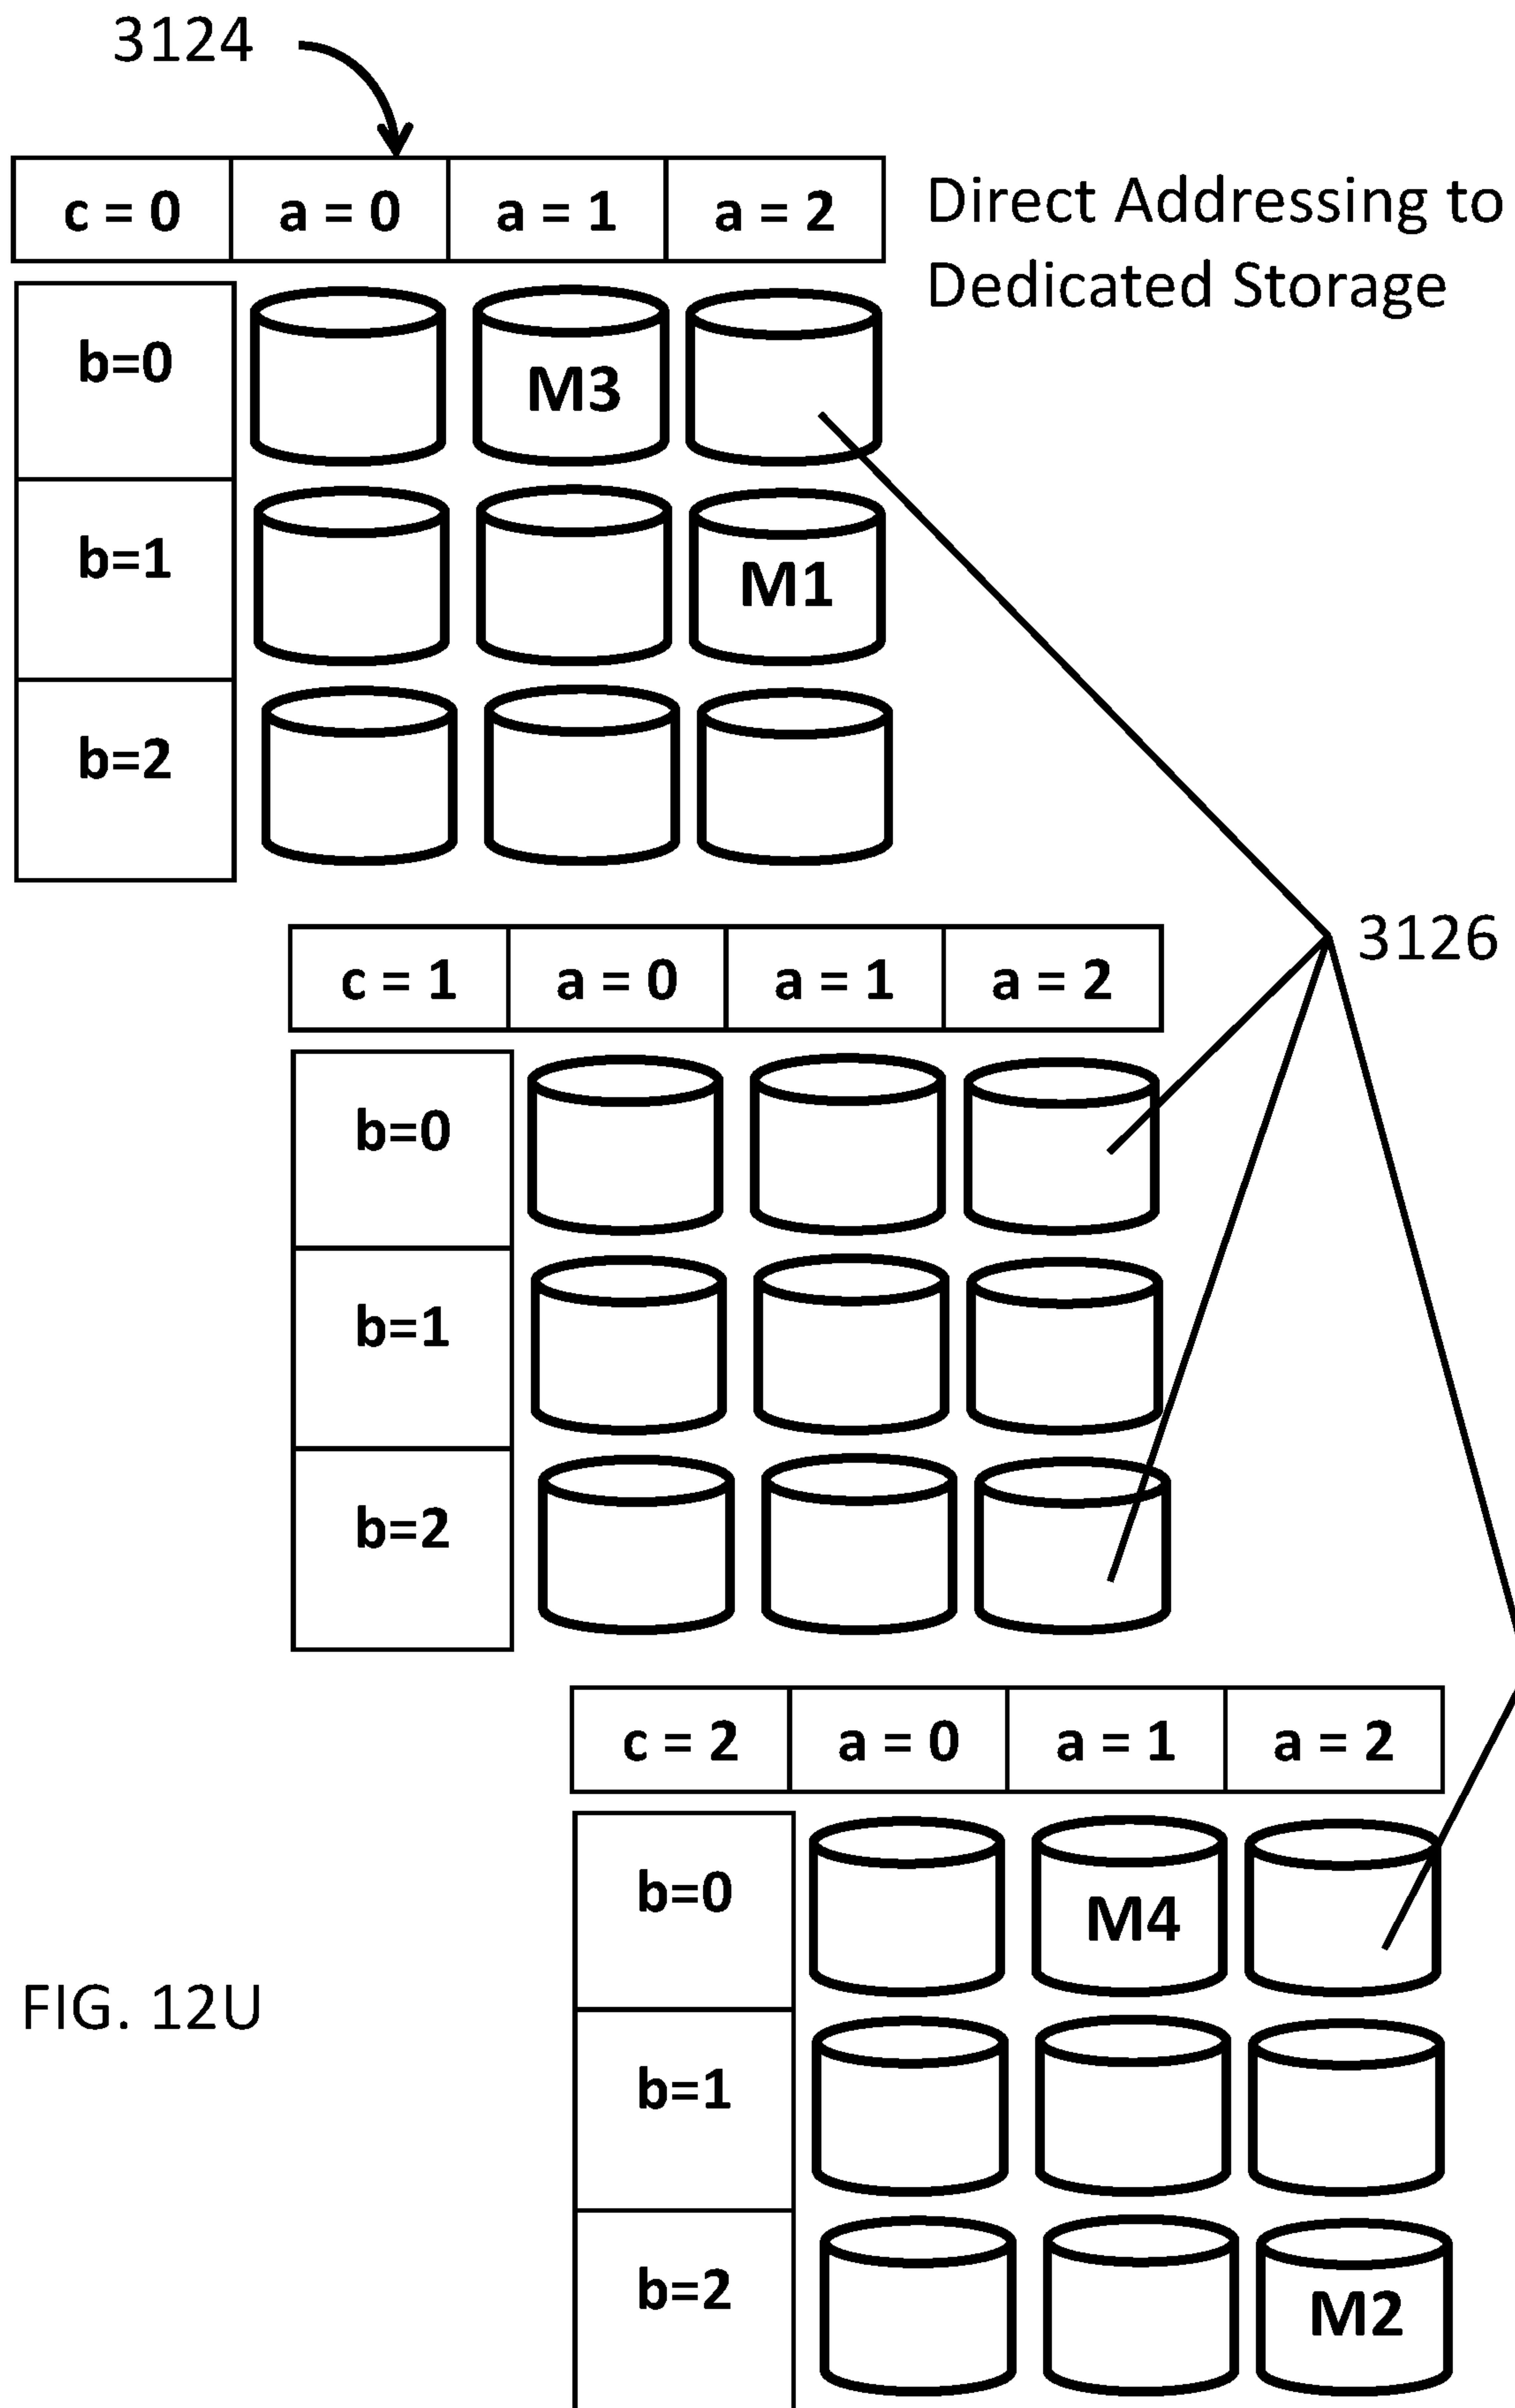 3124
c = 0 a = 0 a = 1 a = 2
Direct Addressing to
Dedicated Storage
b=0
M3
b=1
M1
b=2
3126
c = 1 a = 0 a = 1 a = 2
b=0
b=1
b=2
c = 2 a = 0 a = 1 a = 2
b=0
M4
FIG. 12U
b=1
b=2
M2